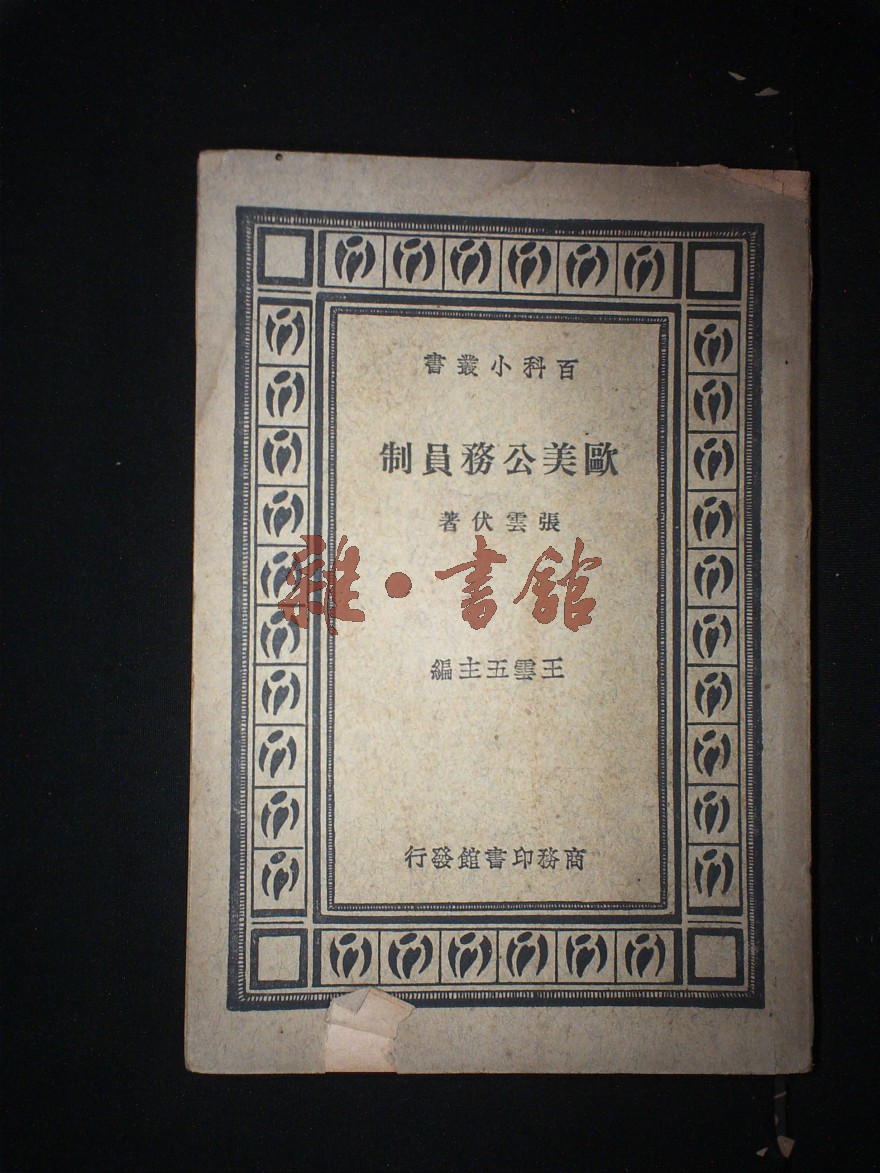 百科小叢書
歐美公務員制
張雲伏著
雜·書館
王雲五主編
商務印書館發行